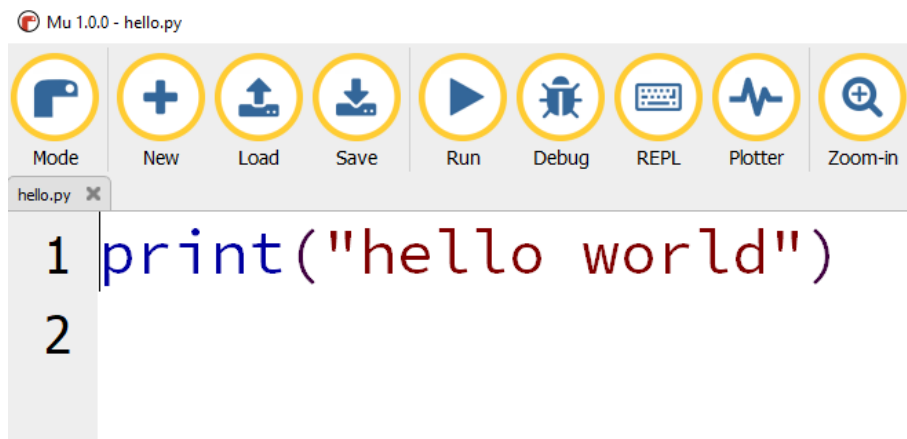 Mu 1.0.0 - hello.py
Mode New Load Save Run Debug REPL Plotter Zoom-in
hello.py
1 print("hello world")
2